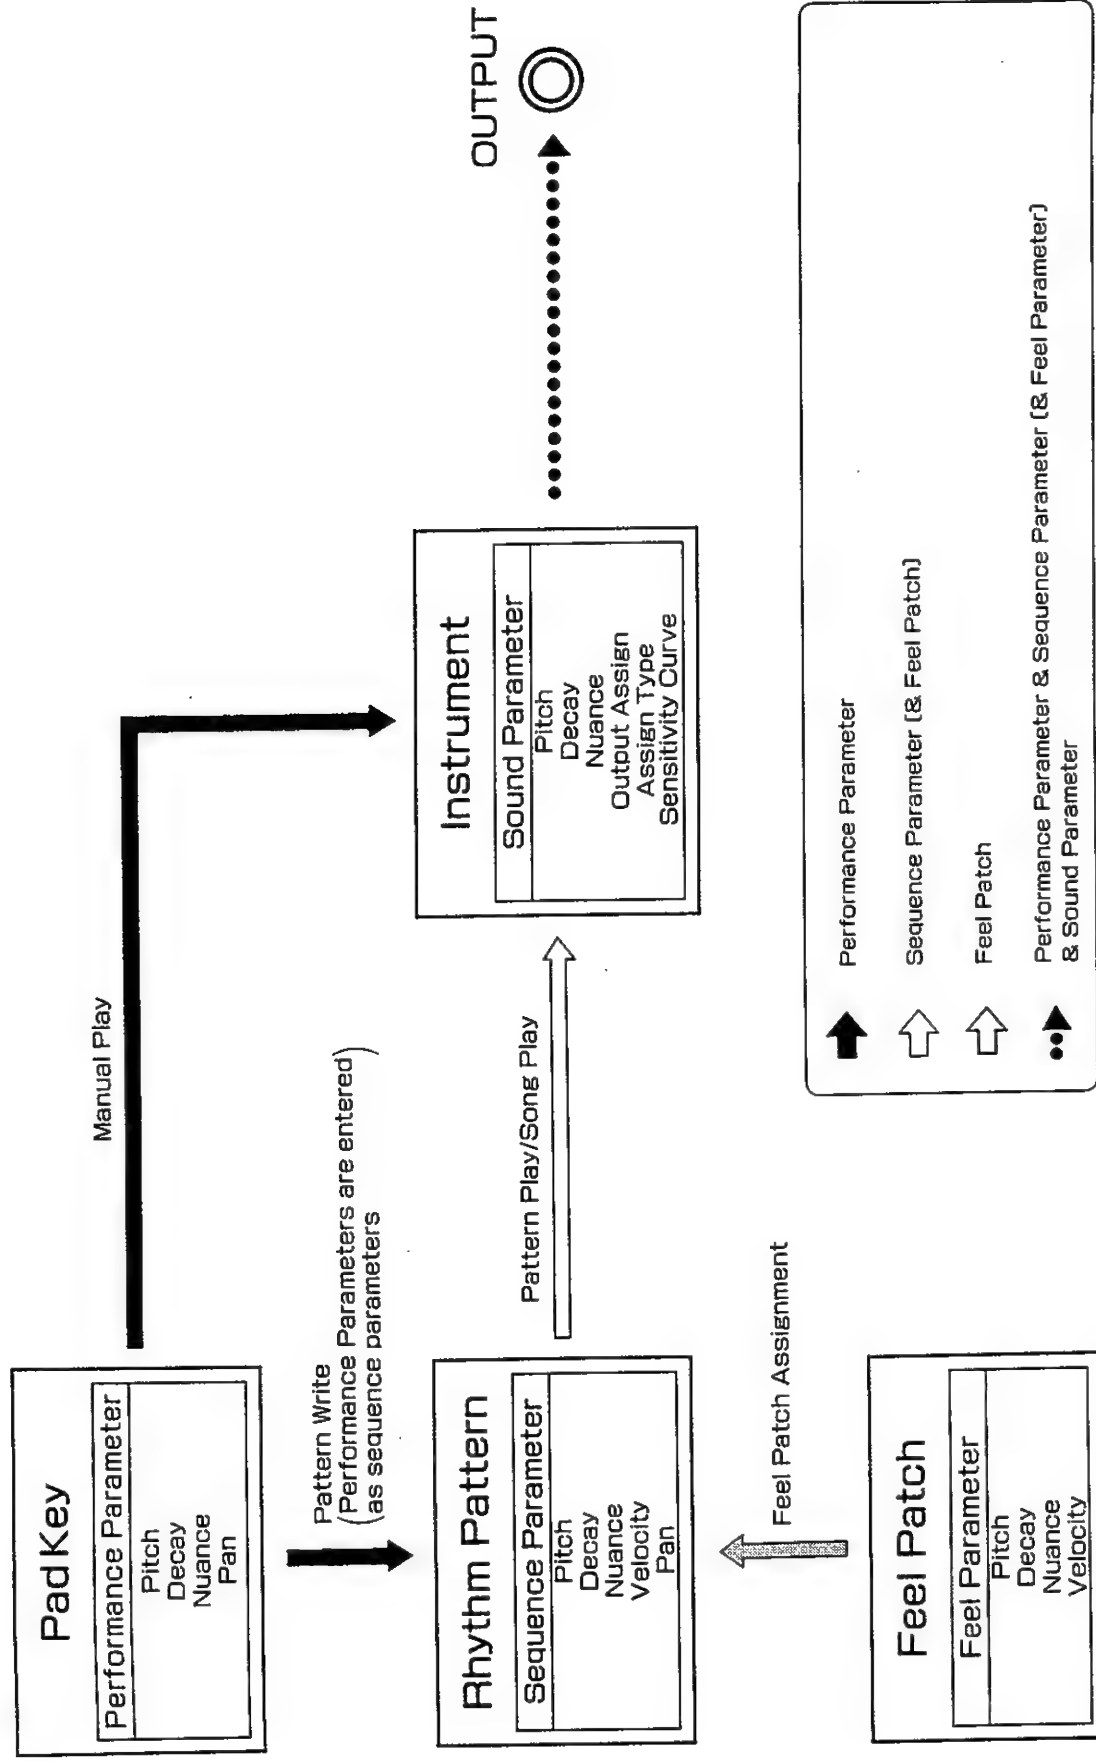 Pad Key
Performance Parameter
Pitch
Decay
Nuance
Pan
Manual Play
Pattern Write
(Performance Parameters are entered)
(as sequence parameters
Rhythm Pattern
Sequence Parameter
Pitch
Decay
Nuance
Velocity
Pan
Pattern Play/Song Play
Instrument
Sound Parameter
Pitch
Decay
Nuance
Output Assign
Assign Type
Sensitivity Curve
OUTPUT
Feel Patch Assignment
Feel Patch
Feel Parameter
Pitch
Decay
Nuance
Velocity
Performance Parameter
Sequence Parameter (& Feel Patch)
Feel Patch
Performance Parameter & Sequence Parameter (& Feel Parameter)
& Sound Parameter